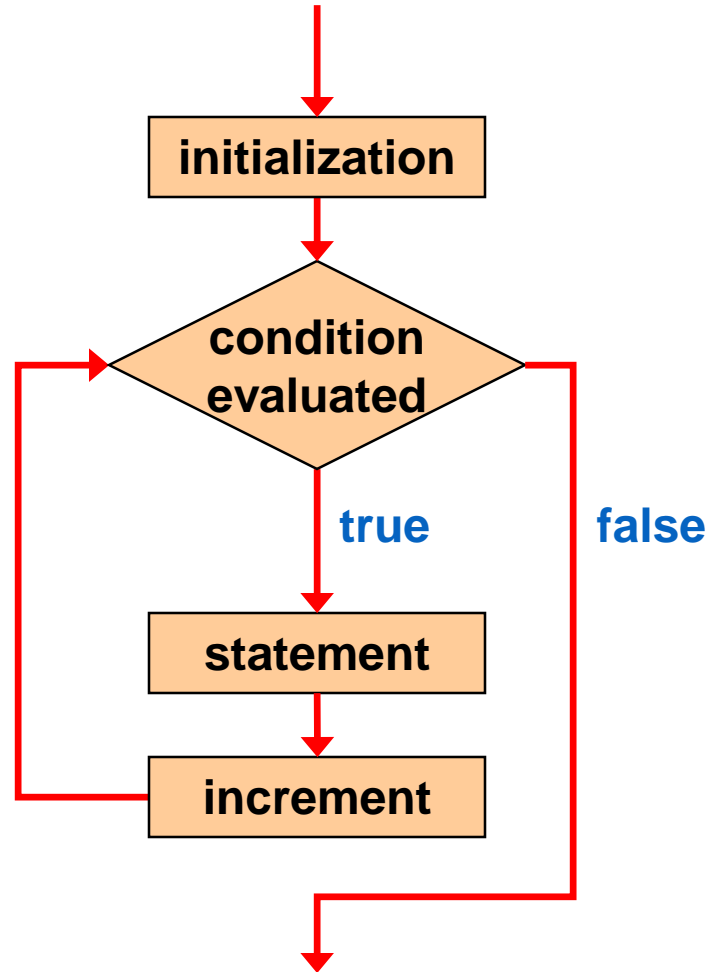 initialization
condition
evaluated
true
false
statement
increment